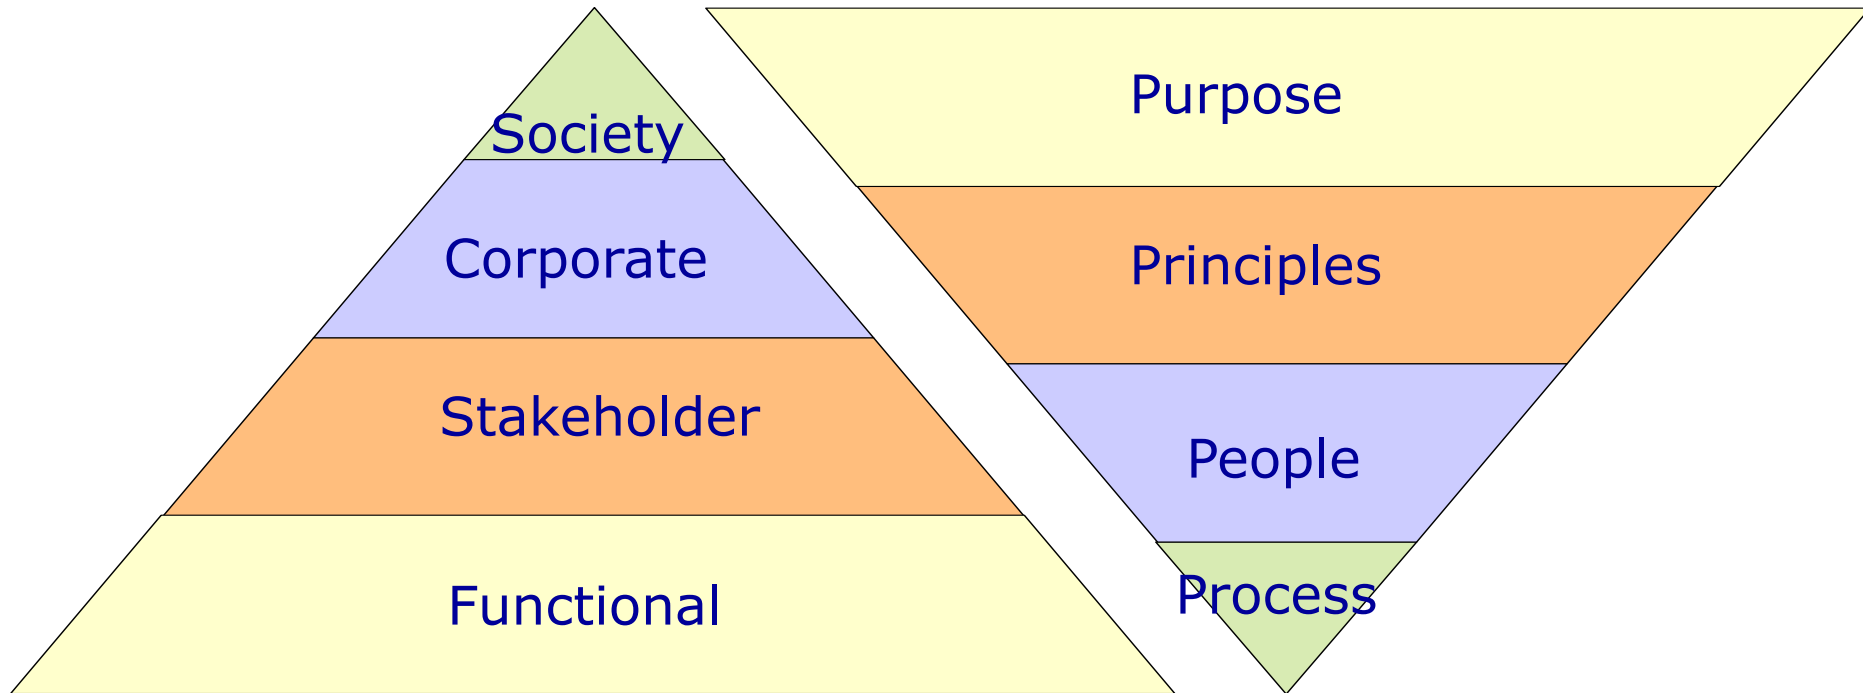 Society
Corporate
Stakeholder
Functional
Purpose
Principles
People
Process